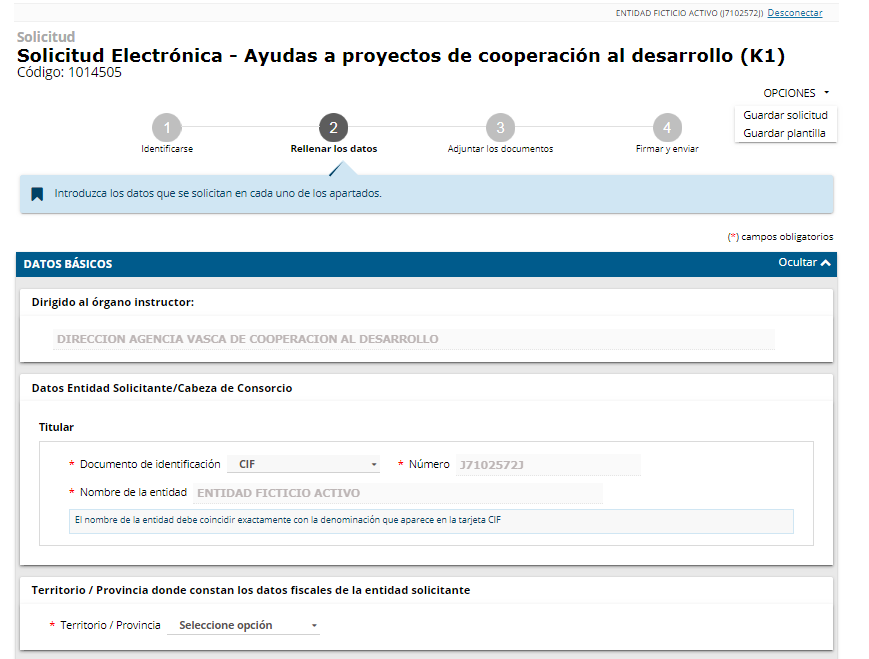 ENTIDAD FICTICIO ACTIVO ((7102572)) Desconectar
Solicitud
Solicitud Electrónica - Ayudas a proyectos de cooperación al desarrollo (K1)
Código: 1014505
OPCIONES
Guardar solicitud
Guardar plantilla
1 2 3 4
Identificarse Rellenar los datos Adjuntar los documentos Firmar y enviar
Introduzca los datos que se solicitan en cada uno de los apartados.
(*) campos obligatorios
DATOS BÁSICOS Ocultar
Dirigido al órgano instructor:
DIRECCION AGENCIA VASCA DE COOPERACION AL DESARROLLO
Datos Entidad Solicitante/Cabeza de Consorcio
Titular
* Documento de identificación CIF * Número J7102572J
* Nombre de la entidad ENTIDAD FICTICIO ACTIVO
El nombre de la entidad debe coincidir exactamente con la denominación que aparece en la tarjeta CIF
Territorio / Provincia donde constan los datos fiscales de la entidad solicitante
* Territorio / Provincia Seleccione opción